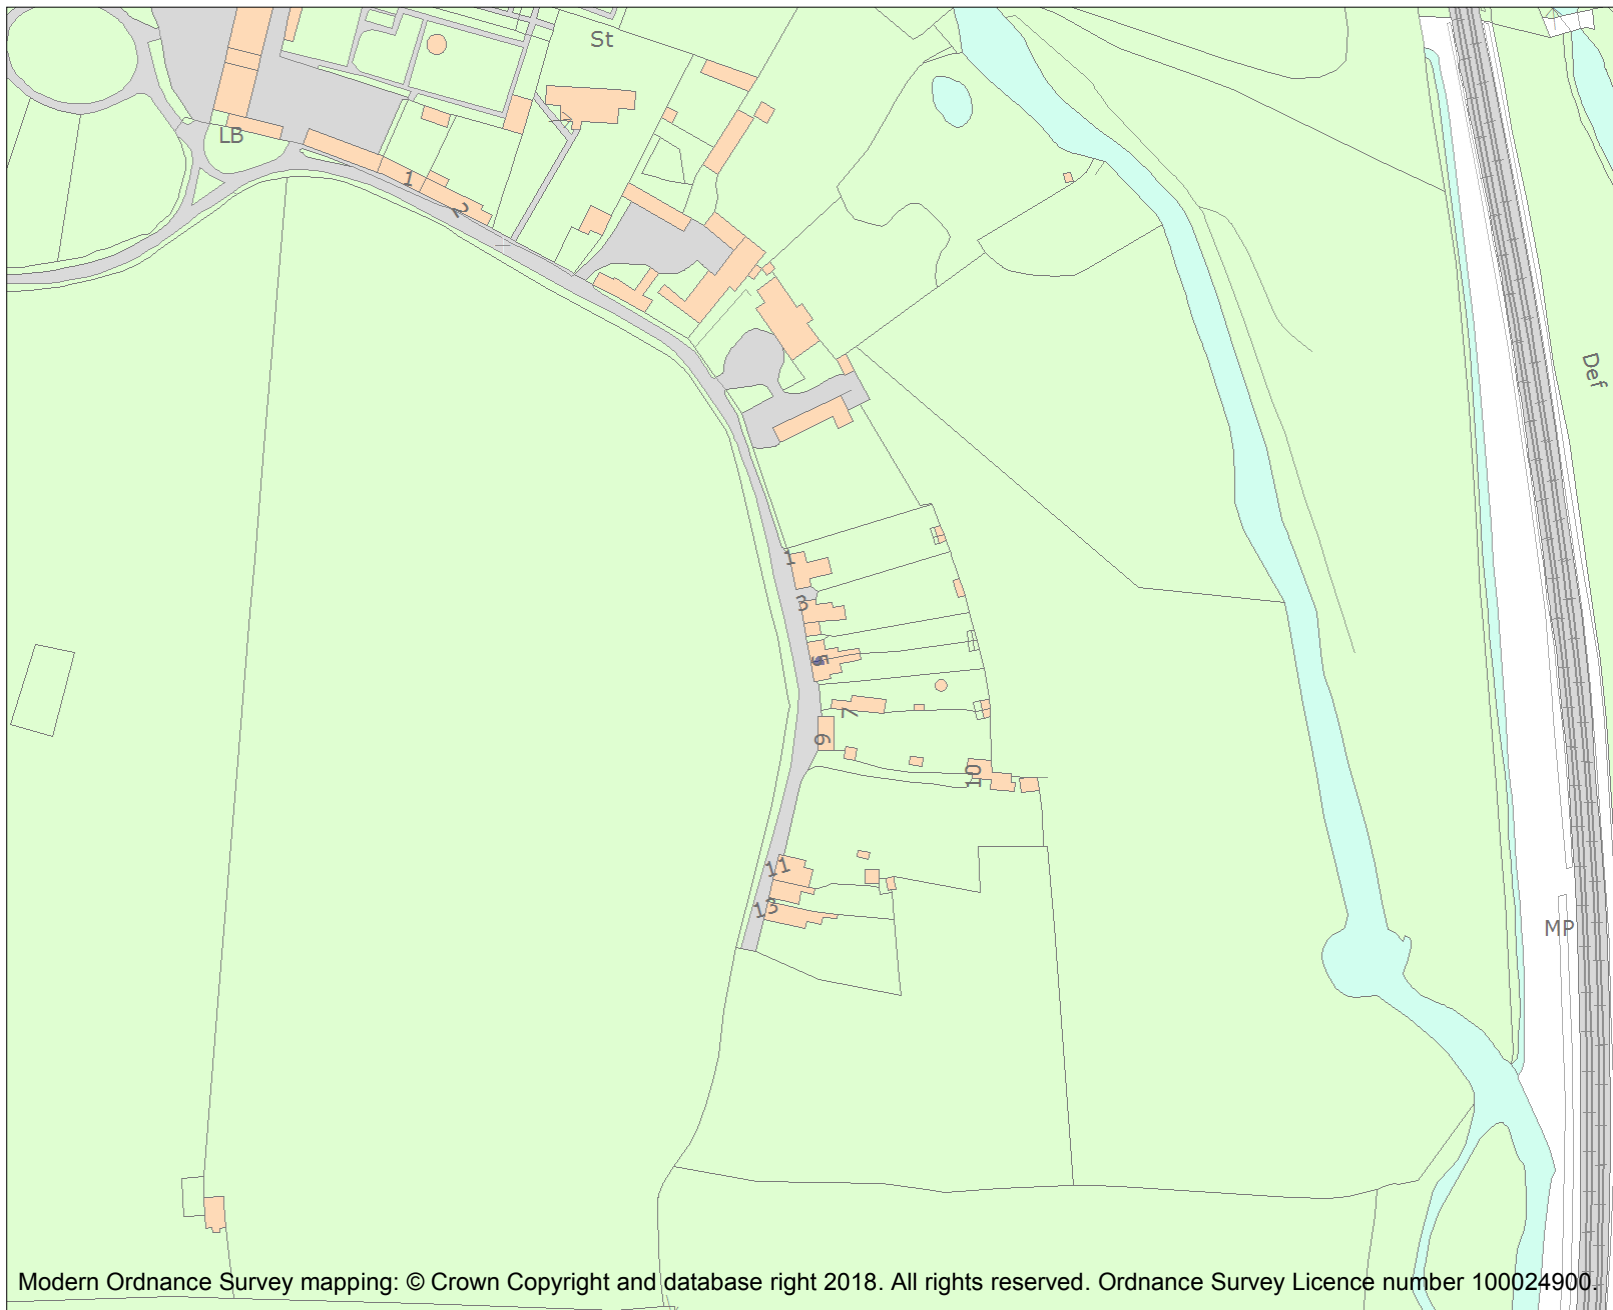 St
LB
1
2
Def
1
3
5
7
9
10
11
13
MP
Modern Ordnance Survey mapping: © Crown Copyright and database right 2018. All rights reserved. Ordnance Survey Licence number 100024900.